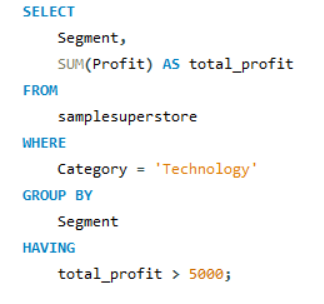 SELECT
Segment,
SUM(Profit) AS total_profit
FROM
samplesuperstore
WHERE
Category = 'Technology'
GROUP BY
Segment
HAVING
total_profit > 5000;